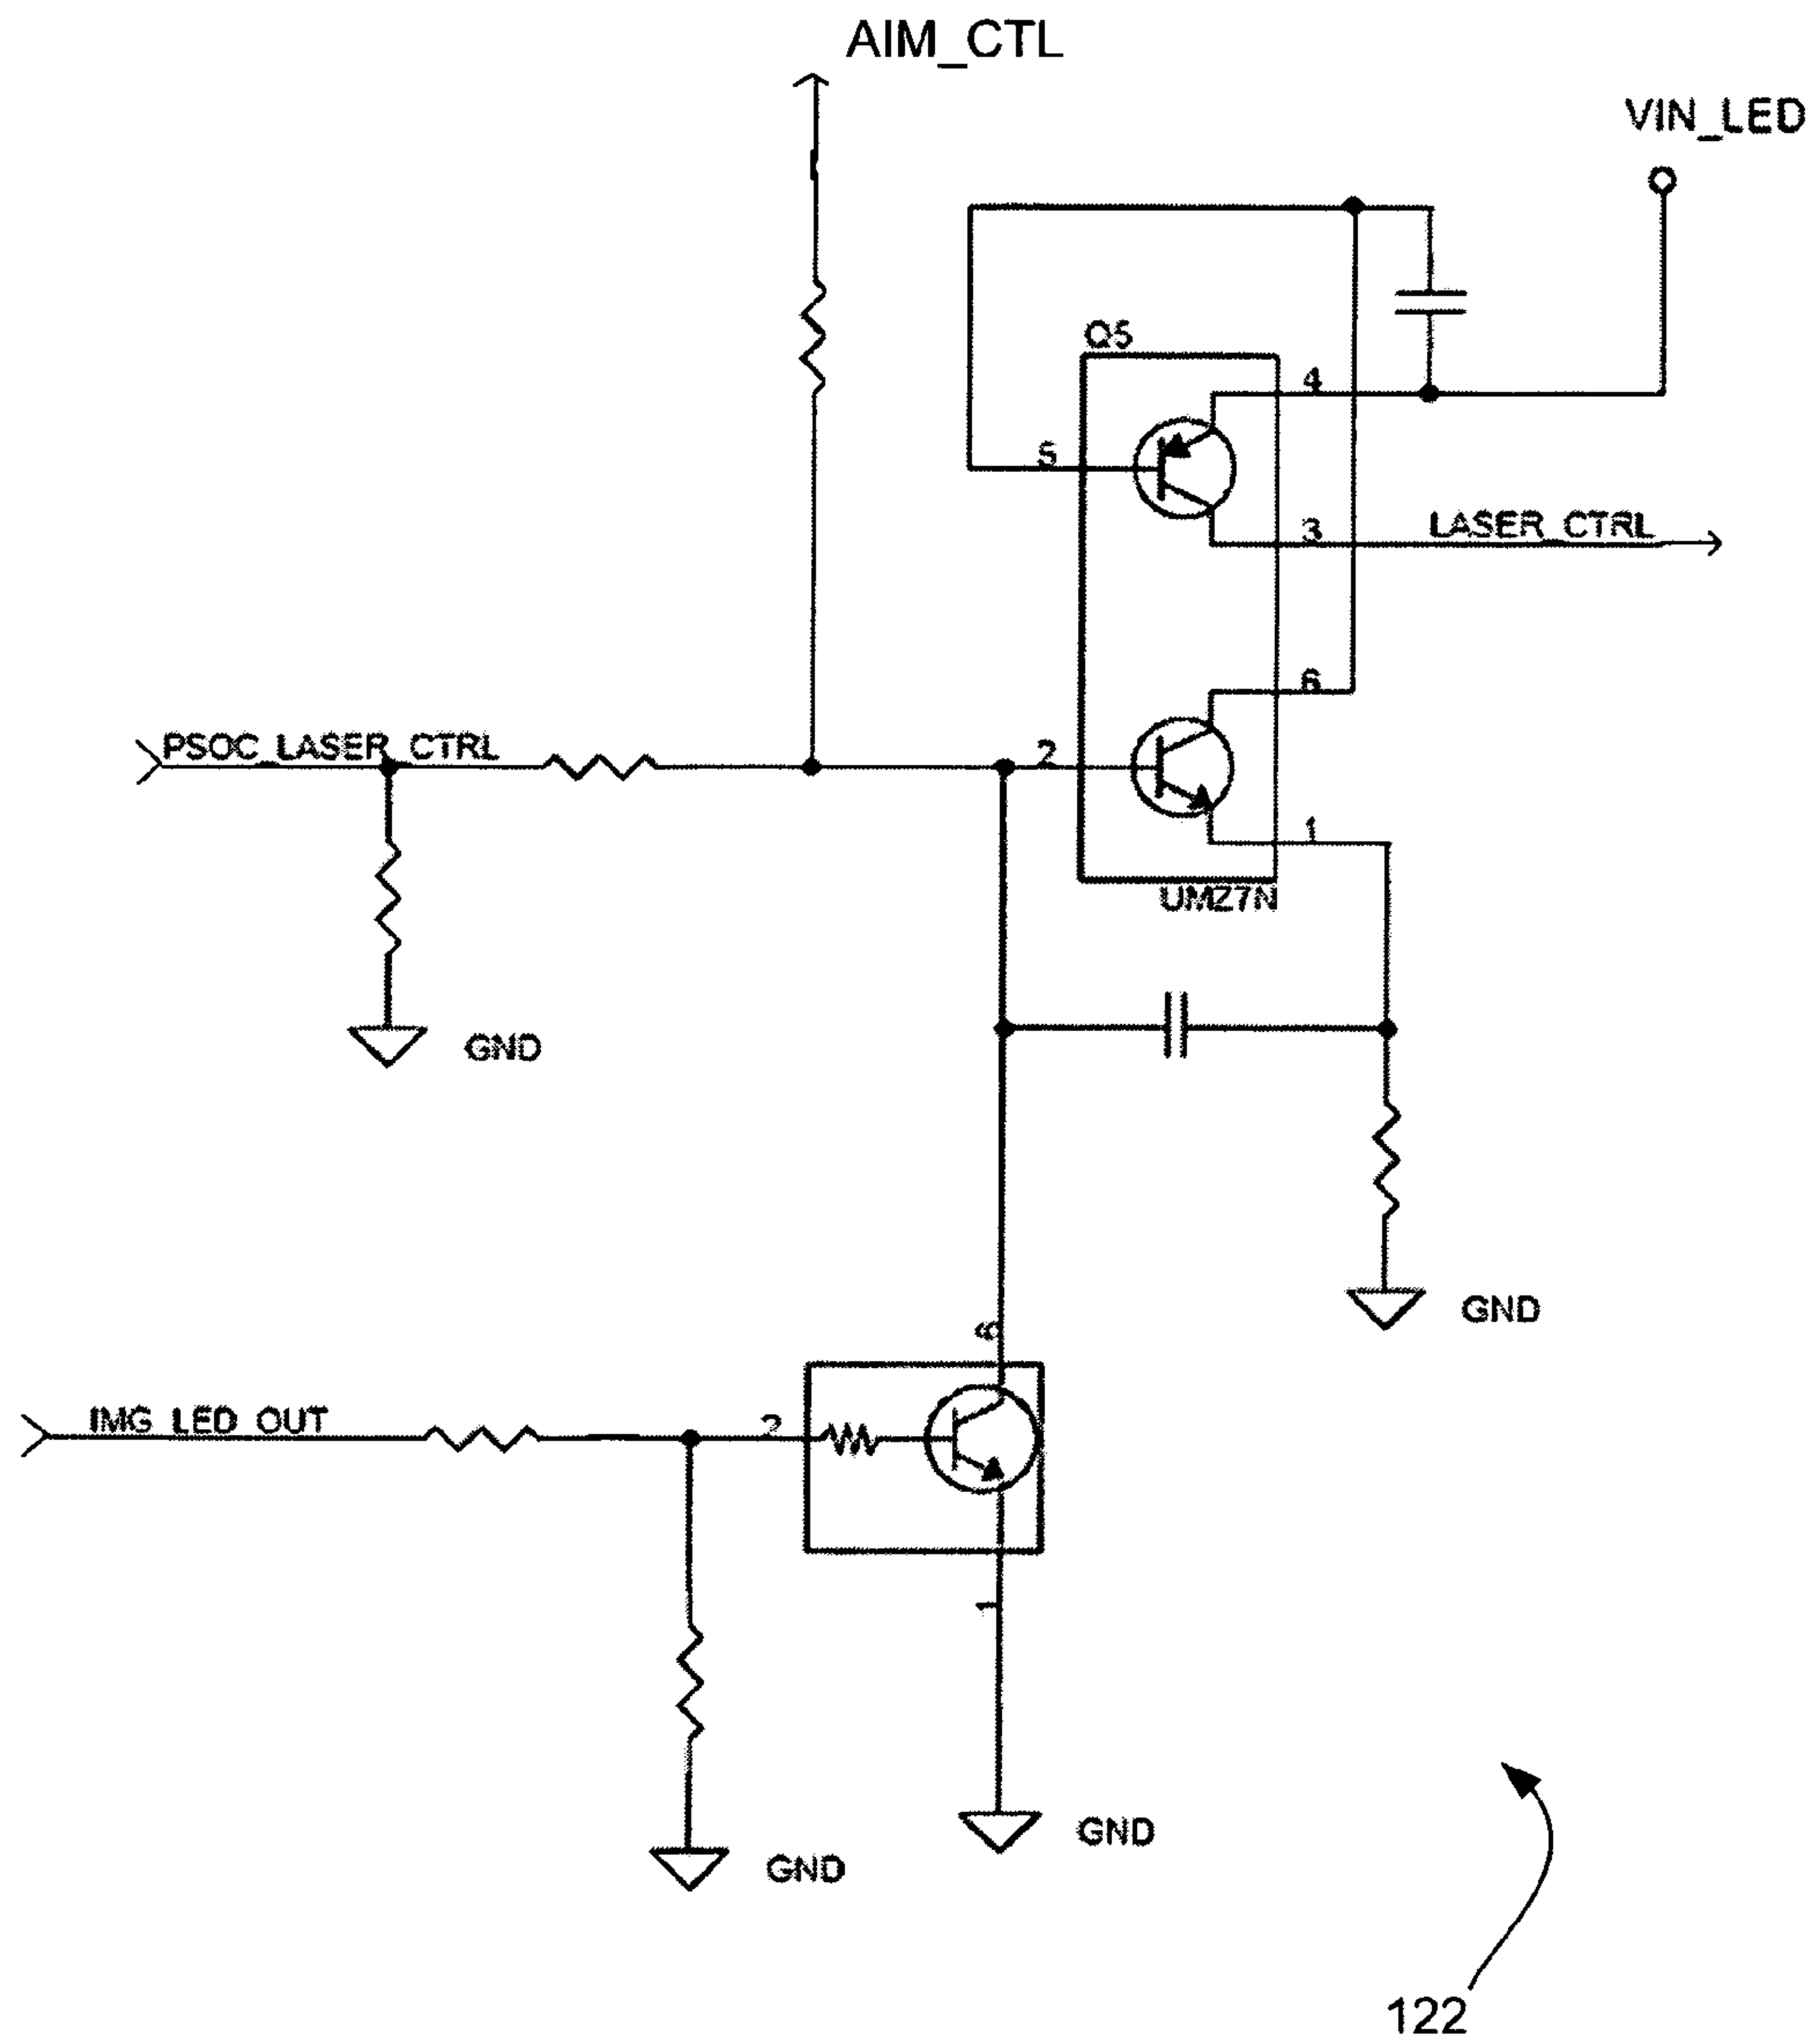 AIM_CTL
VIN_LED
Q5
4
5
3
LASER_CTRL
6
PSOC_LASER_CTRL
2
1
UMZ7N
GND
GND
6
IMG_LED_OUT
2
1
GND
GND
122